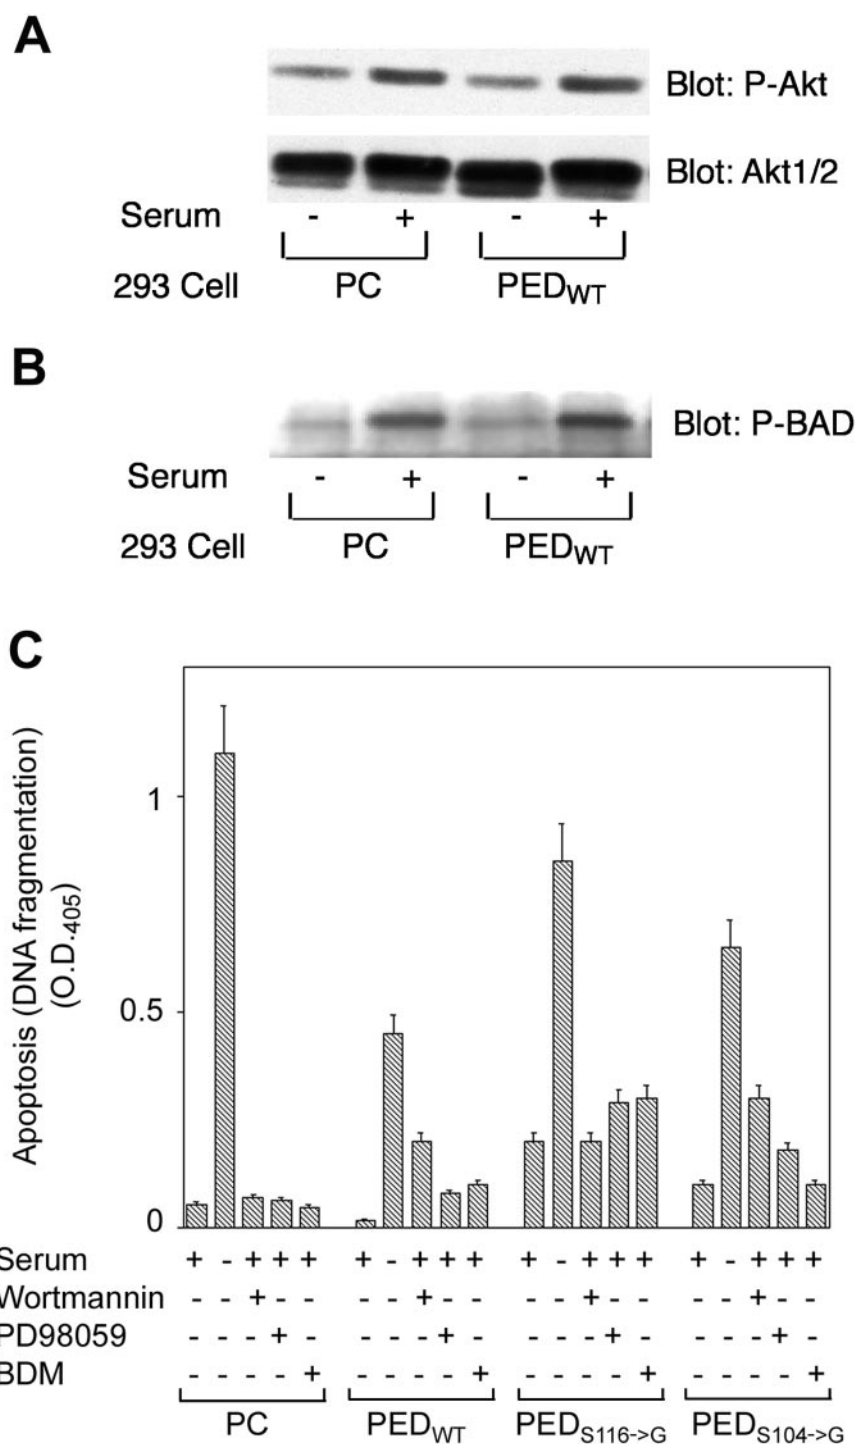 A
Blot: P-Akt
Blot: Akt1/2
Serum - + - +
293 Cell PC PEDWT
B
Blot: P-BAD
Serum - + - +
293 Cell PC PEDWT
C
Apoptosis (DNA fragmentation)
(O.D.405)
1
0.5
0
Serum + - + + + + - + + + + - + + + + - + + +
Wortmannin - - + - - - - + - - - - + - - - - + - -
PD98059 - - - + - - - - + - - - - + - - - - + -
BDM - - - - + - - - - + - - - - + - - - - +
PC PEDWT PEDS116->G PEDS104->G